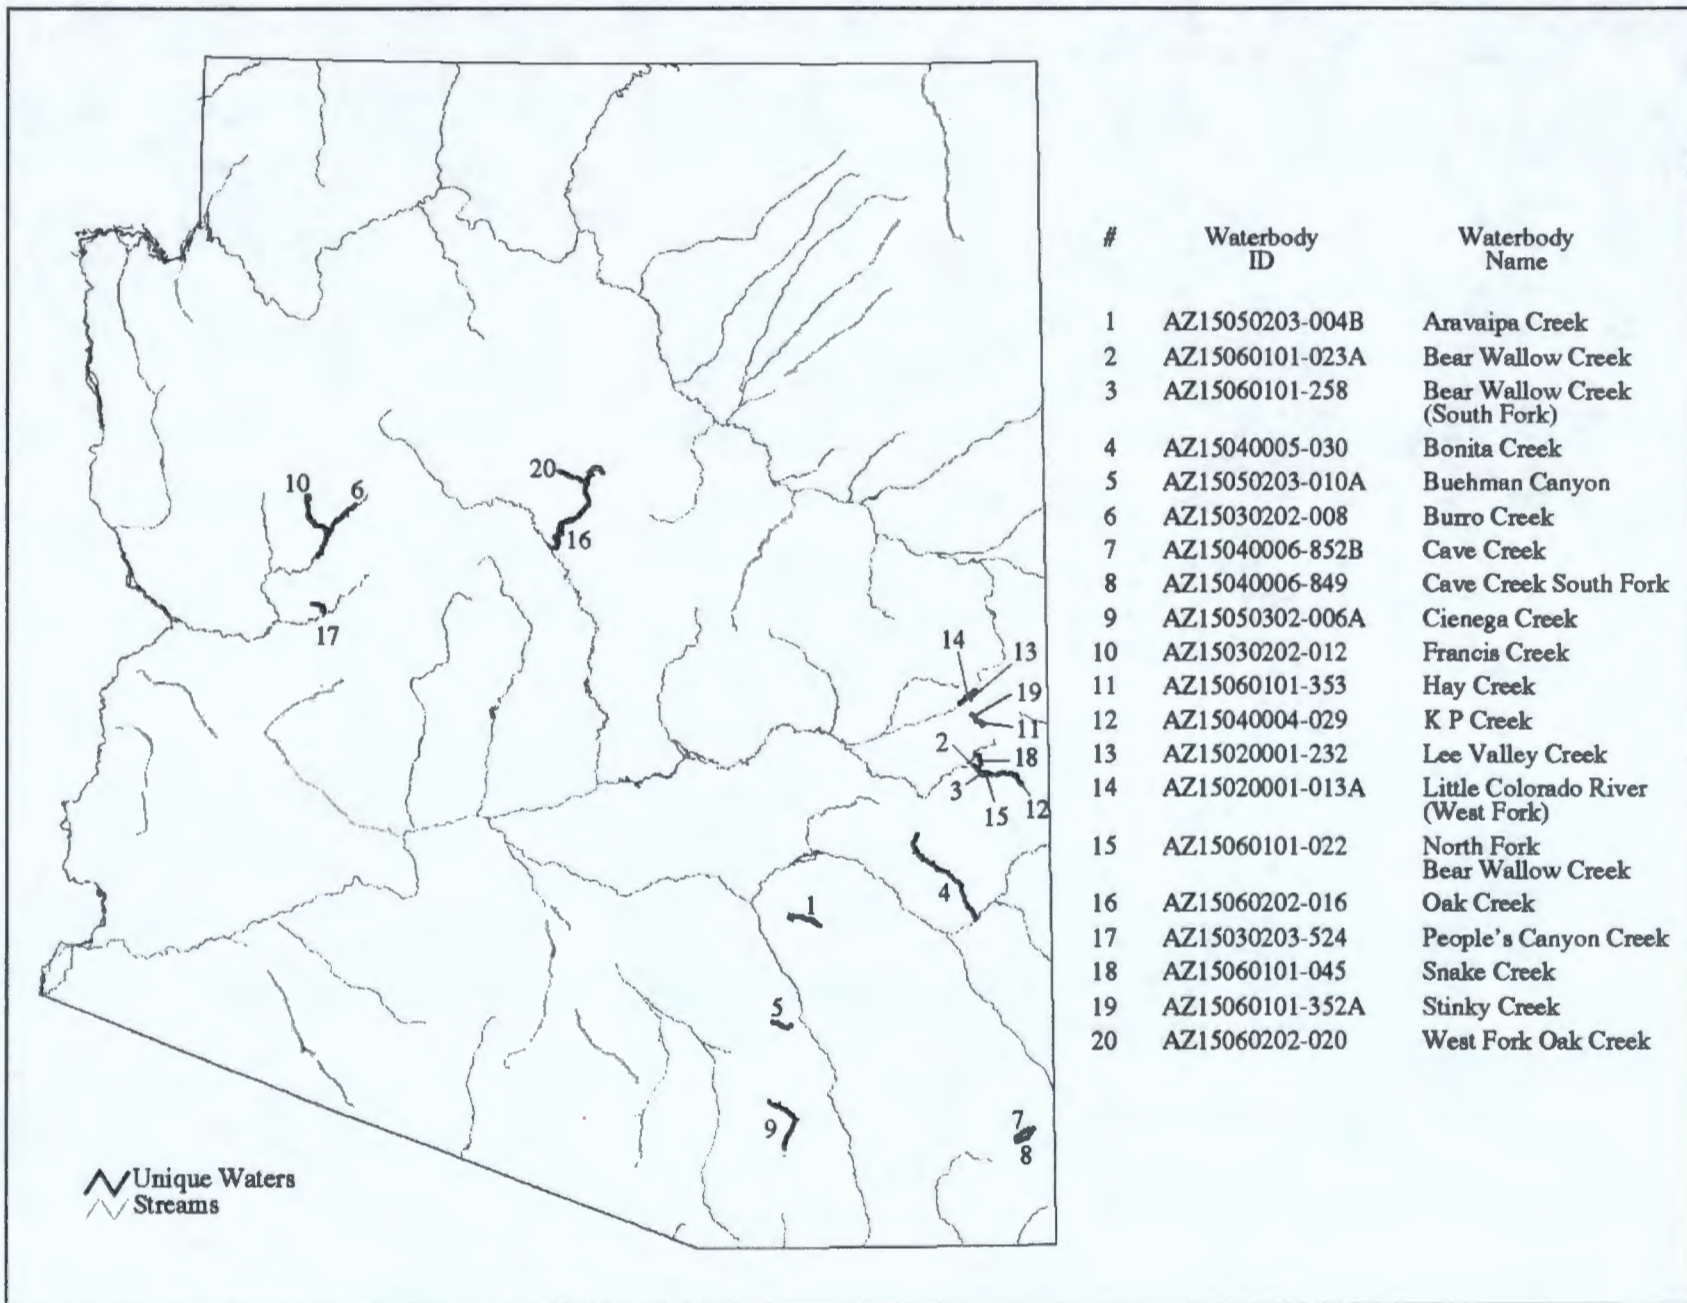 # Waterbody ID Waterbody Name
1 AZ15050203-004B Aravaipa Creek
2 AZ15060101-023A Bear Wallow Creek
3 AZ15060101-258 Bear Wallow Creek
(South Fork)
4 AZ15040005-030 Bonita Creek
5 AZ15050203-010A Buehman Canyon
6 AZ15030202-008 Burro Creek
7 AZ15040006-852B Cave Creek
8 AZ15040006-849 Cave Creek South Fork
9 AZ15050302-006A Cienega Creek
10 AZ15030202-012 Francis Creek
11 AZ15060101-353 Hay Creek
12 AZ15040004-029 K P Creek
13 AZ15020001-232 Lee Valley Creek
14 AZ15020001-013A Little Colorado River
(West Fork)
15 AZ15060101-022 North Fork
Bear Wallow Creek
16 AZ15060202-016 Oak Creek
17 AZ15030203-524 People's Canyon Creek
18 AZ15060101-045 Snake Creek
19 AZ15060101-352A Stinky Creek
20 AZ15060202-020 West Fork Oak Creek
20
10
6
16
17
14
13
19
11
2
18
3
15
12
4
1
5
9
7
8
Unique Waters
Streams